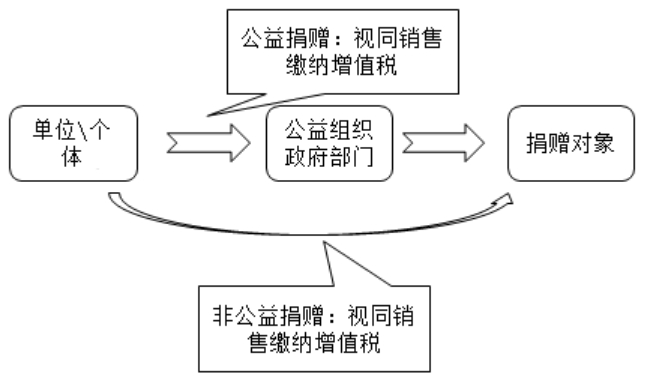 公益捐赠：视同销售
缴纳增值税
单位\个
体
公益组织
政府部门
捐赠对象
非公益捐赠：视同销
售缴纳增值税